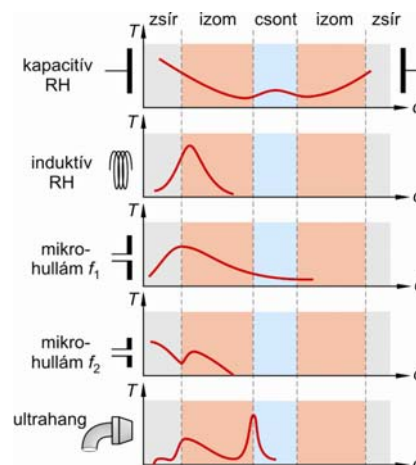 zsír izom csont izom zsír
T
kapacitív
RH
d
T
induktív
RH
d
T
mikro-
hullám f₁
d
T
mikro-
hullám f₂
d
T
ultrahang